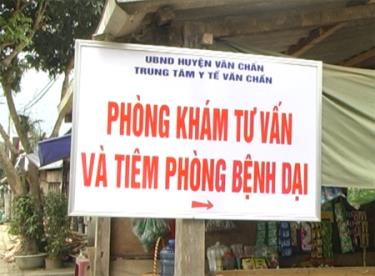 UBND HUYỆN VĂN CHẤN
TRUNG TÂM Y TẾ VĂN CHẤN
PHÒNG KHÁM TƯ VẤN
VÀ TIÊM PHÒNG BỆNH DẠI